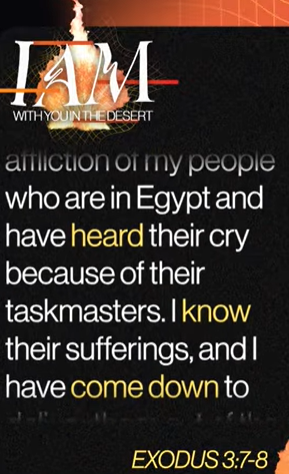 I AM
WITH YOU IN THE DESERT
affliction of my people
who are in Egypt and
have heard their cry
because of their
taskmasters. I know
their sufferings, and I
have come down to
EXODUS 3:7-8